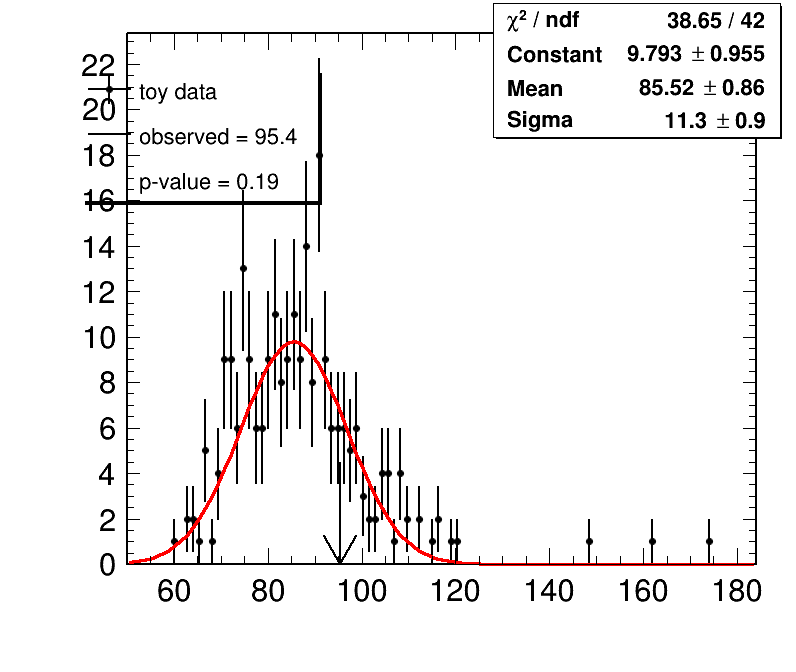 χ² / ndf 38.65 / 42
Constant 9.793 ± 0.955
Mean 85.52 ± 0.86
Sigma 11.3 ± 0.9
toy data
observed = 95.4
p-value = 0.19
22
20
18
16
14
12
10
8
6
4
2
0
60 80 100 120 140 160 180